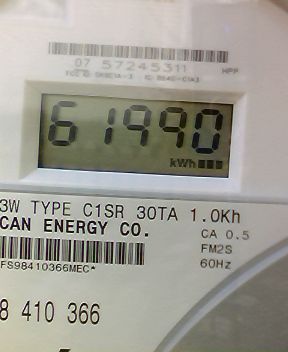 07 57245311
61990
kWh
3W TYPE C1SR 30TA 1.0Kh
CAN ENERGY CO.
CA 0.5
FM2S
FS98410366MEC*
60Hz
8 410 366